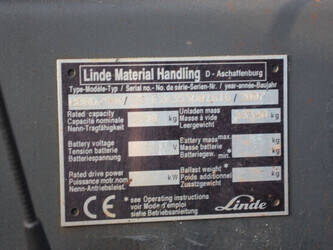 Linde Material Handling D - Aschaffenburg
Type-Modèle-Typ / Serial no.- No. de série-Serien-Nr. / year-année-Baujahr
Rated capacity
Capacité nominale kg
Nenn-Tragfähigkeit
Unladen mass
Masse à vide kg
Leergewicht
Battery voltage
Tension batterie V
Batteriespannung
Battery mass max. kg
Masse batterie
Batteriegew. min. kg
Rated drive power
Puissance motr.nom. kW
Nenn-Antriebsleist.
Ballast weight
Poids additionnel kg
Zusatzgewicht
CE * see Operating instructions
voir Mode d'emploi
siehe Betriebsanleitung
Linde